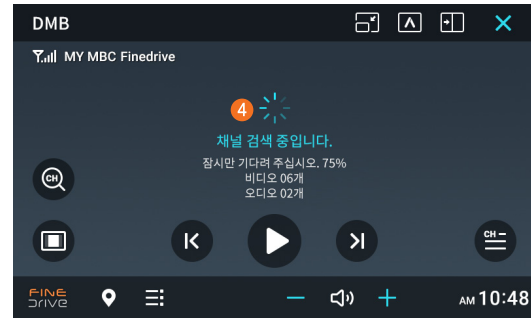 DMB
MY MBC Finedrive
4
채널 검색 중입니다.
잠시만 기다려 주십시오. 75%
비디오 06개
오디오 02개
CH
CH
FINE
DRIVE
AM 10:48